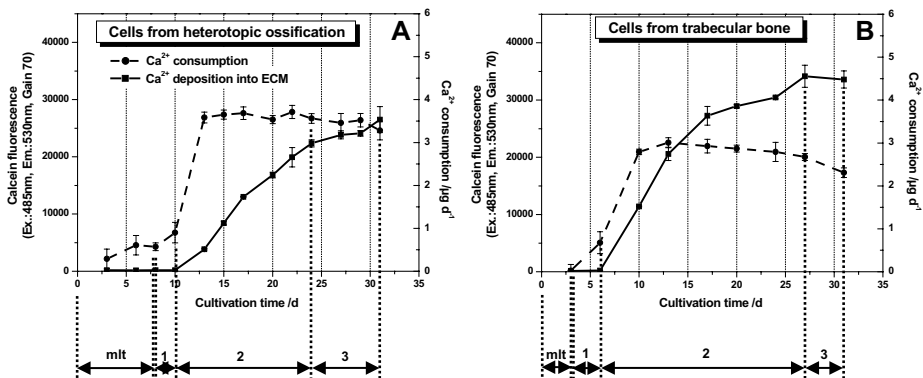 Cells from heterotopic ossification
A
Ca²⁺ consumption
Ca²⁺ deposition into ECM
Calcein fluorescence
(Ex.:485nm, Em.:530nm, Gain 70)
40000
30000
20000
10000
0
6
5
4
3
2
1
0
Ca²⁺ consumption /µg d⁻¹
0 5 10 15 20 25 30 35
Cultivation time /d
mlt 1 2 3
Cells from trabecular bone
B
Calcein fluorescence
(Ex.:485nm, Em.:530nm, Gain 70)
40000
30000
20000
10000
0
6
5
4
3
2
1
0
Ca²⁺ consumption /µg d⁻¹
0 5 10 15 20 25 30 35
Cultivation time /d
mlt 1 2 3